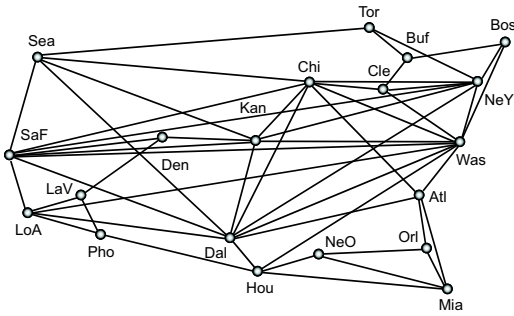 Tor
Bos
Buf
Sea
Chi
Cle
NeY
Kan
SaF
Was
Den
LaV
Atl
LoA
Pho
Dal
NeO
Orl
Hou
Mia